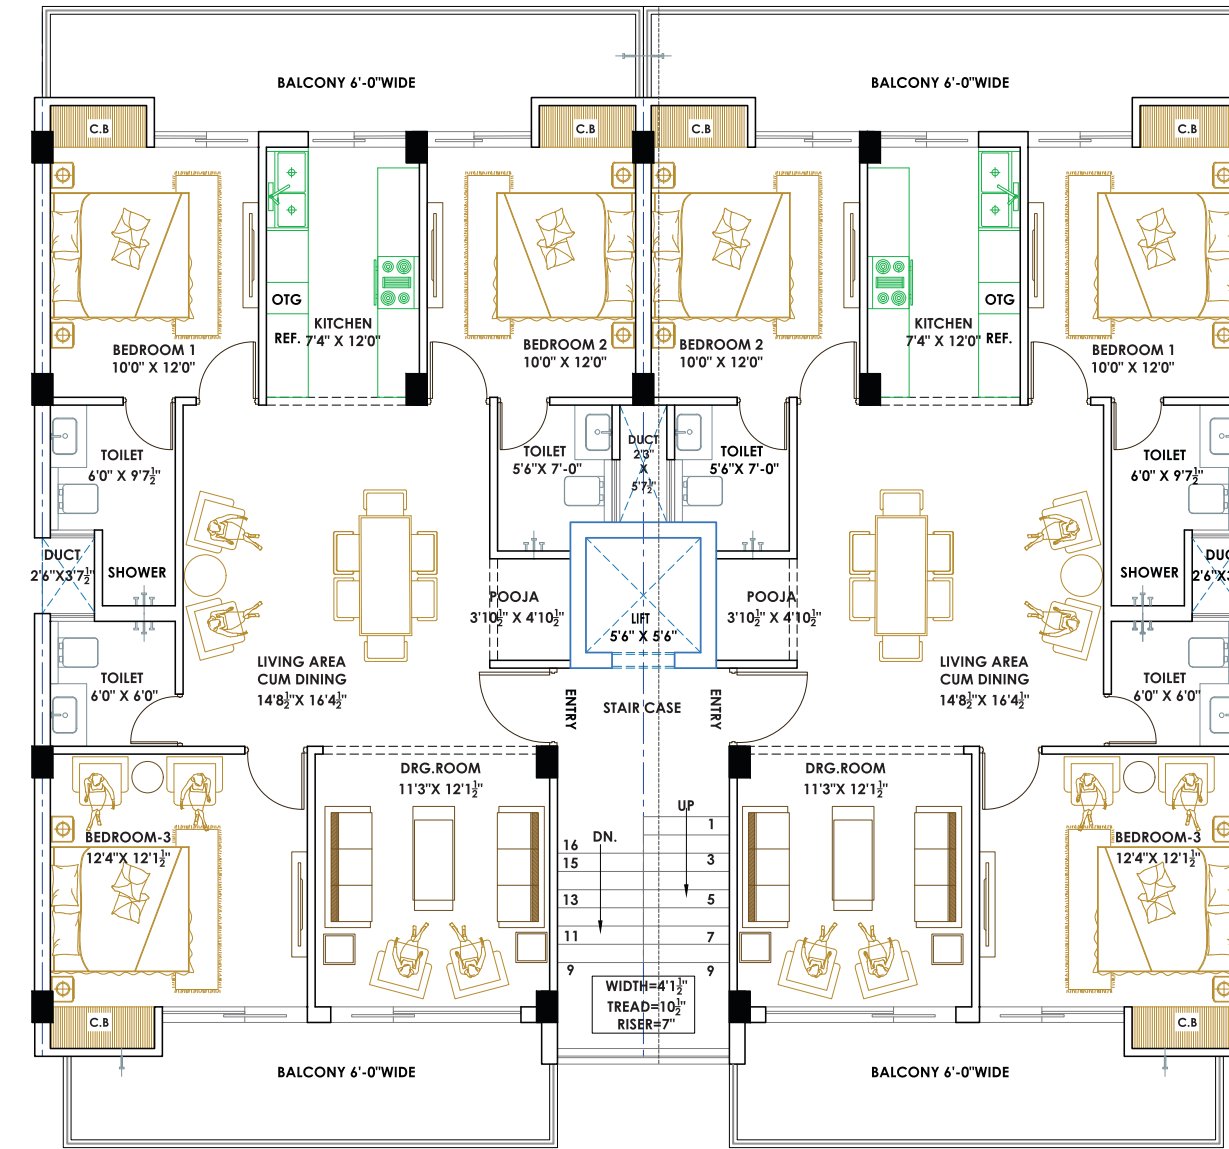 BALCONY 6'-0"WIDE
BALCONY 6'-0"WIDE
C.B
C.B
C.B
C.B
OTG
OTG
KITCHEN
REF. 7'4" X 12'0"
KITCHEN
7'4" X 12'0" REF.
BEDROOM 1
10'0" X 12'0"
BEDROOM 2
10'0" X 12'0"
BEDROOM 2
10'0" X 12'0"
BEDROOM 1
10'0" X 12'0"
TOILET
6'0" X 9'7½"
TOILET
5'6"X 7'-0"
DUCT
2'3"
X
5'7½"
TOILET
5'6"X 7'-0"
TOILET
6'0" X 9'7½"
DUCT
2'6"X3'7½"
SHOWER
POOJA
3'10½" X 4'10½"
LIFT
5'6" X 5'6"
POOJA
3'10½" X 4'10½"
SHOWER
2'6"X3
TOILET
6'0" X 6'0"
LIVING AREA
CUM DINING
14'8½"X 16'4½"
ENTRY
STAIR CASE
ENTRY
LIVING AREA
CUM DINING
14'8½"X 16'4½"
TOILET
6'0" X 6'0"
DRG.ROOM
11'3"X 12'1½"
DRG.ROOM
11'3"X 12'1½"
UP
DN.
1
16
15
3
13
5
11
7
9
9
BEDROOM-3
12'4"X 12'1½"
BEDROOM-3
12'4"X 12'1½"
WIDTH=4'1½"
TREAD=10½"
RISER=7"
C.B
C.B
BALCONY 6'-0"WIDE
BALCONY 6'-0"WIDE